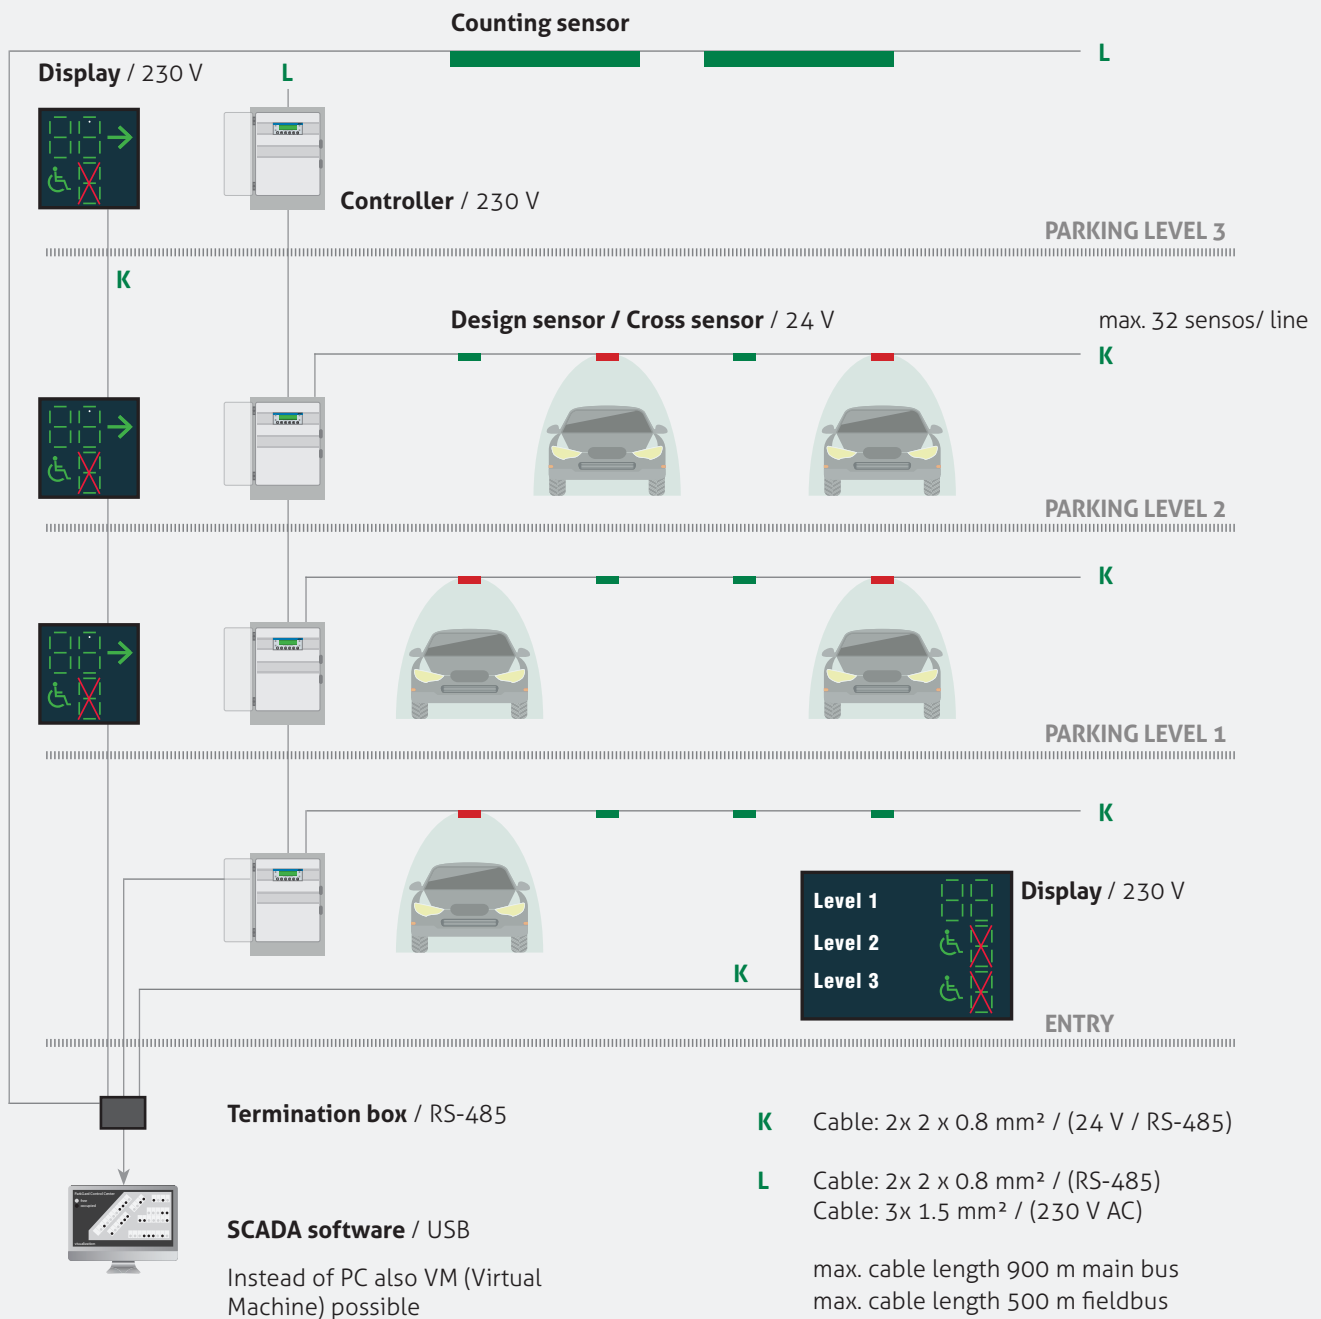 Counting sensor
L
Display / 230 V
L
Controller / 230 V
PARKING LEVEL 3
K
Design sensor / Cross sensor / 24 V
max. 32 sensos/ line
K
PARKING LEVEL 2
K
PARKING LEVEL 1
K
Level 1
Level 2
Level 3
Display / 230 V
K
ENTRY
Termination box / RS-485
SCADA software / USB
Instead of PC also VM (Virtual
Machine) possible
K Cable: 2x 2 x 0.8 mm² / (24 V / RS-485)
L Cable: 2x 2 x 0.8 mm² / (RS-485)
Cable: 3x 1.5 mm² / (230 V AC)
max. cable length 900 m main bus
max. cable length 500 m fieldbus